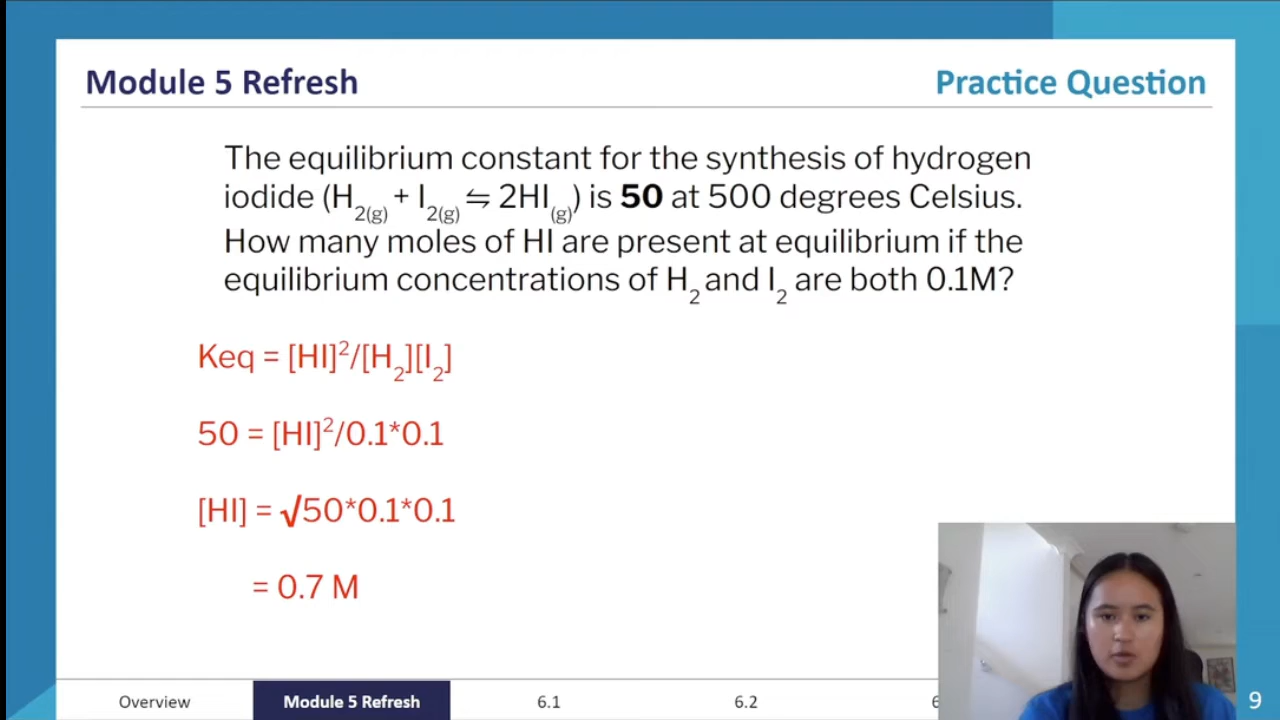 Module 5 Refresh
Practice Question
The equilibrium constant for the synthesis of hydrogen
iodide (H₂₍g₎ + I₂₍g₎ ⇋ 2HI₍g₎) is 50 at 500 degrees Celsius.
How many moles of HI are present at equilibrium if the
equilibrium concentrations of H₂ and I₂ are both 0.1M?
Keq = [HI]²/[H₂][I₂]
50 = [HI]²/0.1*0.1
[HI] = √50*0.1*0.1
= 0.7 M
Overview
Module 5 Refresh
6.1
6.2
9